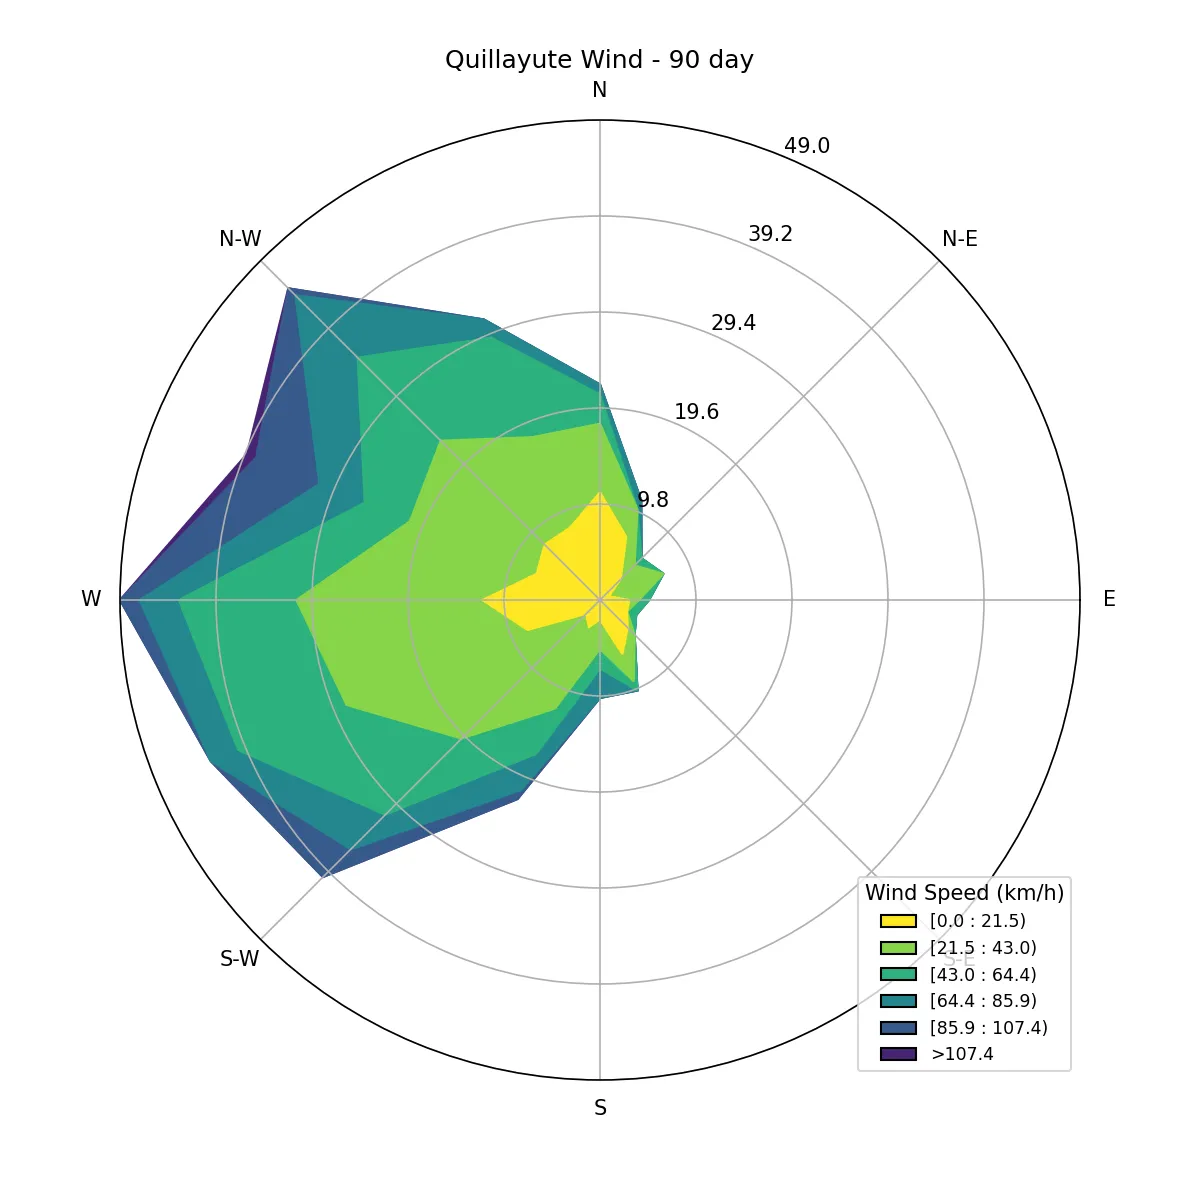 Quillayute Wind - 90 day
N
49.0
39.2
N-W
N-E
29.4
19.6
9.8
W
E
Wind Speed (km/h)
[0.0 : 21.5)
[21.5 : 43.0)
S-W
S-E
[43.0 : 64.4)
[64.4 : 85.9)
[85.9 : 107.4)
>107.4
S